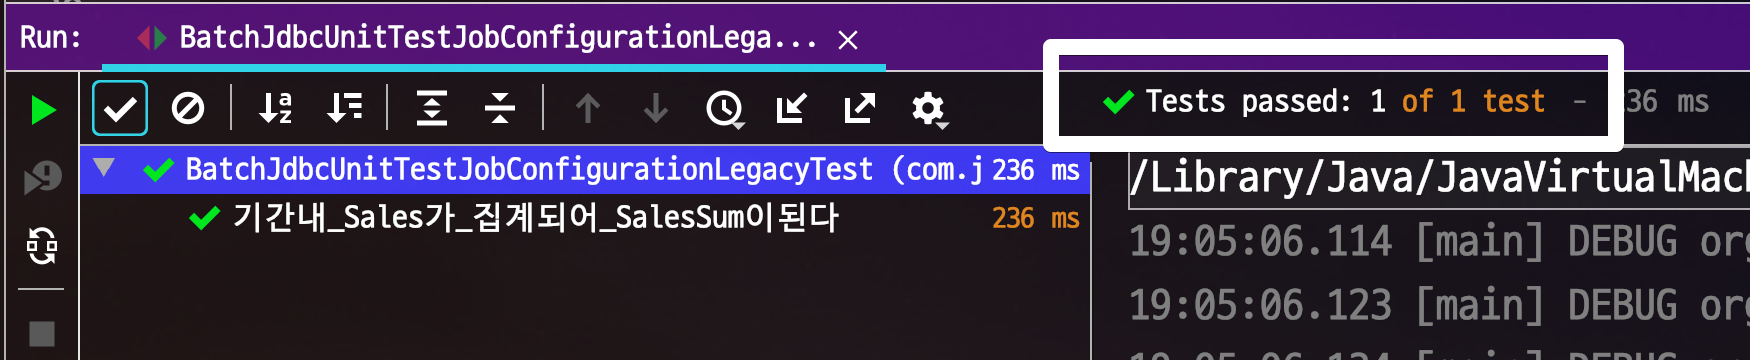 Run: BatchJdbcUnitTestJobConfigurationLega...
Tests passed: 1 of 1 test - 236 ms
BatchJdbcUnitTestJobConfigurationLegacyTest (com.j 236 ms
기간내_Sales가_집계되어_SalesSum이된다 236 ms
/Library/Java/JavaVirtualMac
19:05:06.114 [main] DEBUG org
19:05:06.123 [main] DEBUG org